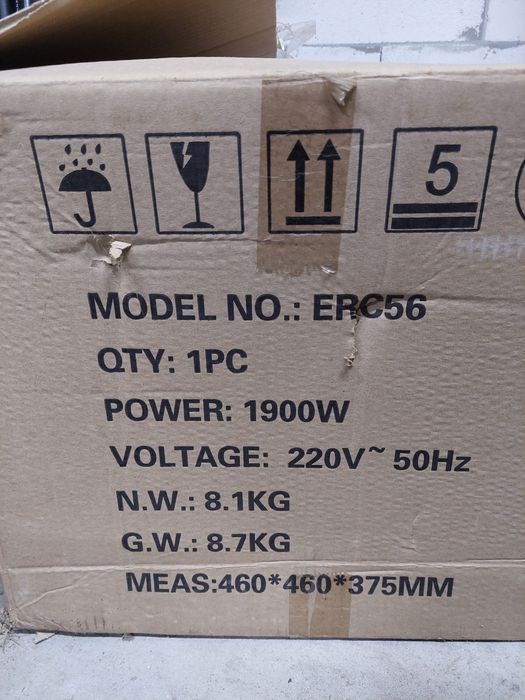 5
MODEL NO.: ERC56
QTY: 1PC
POWER: 1900W
VOLTAGE: 220V~ 50Hz
N.W.: 8.1KG
G.W.: 8.7KG
MEAS:460*460*375MM